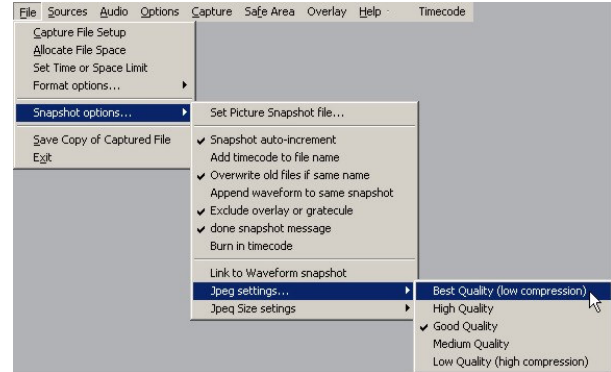 File Sources Audio Options Capture Safe Area Overlay Help Timecode
Capture File Setup
Allocate File Space
Set Time or Space Limit
Format options...
Snapshot options...
Save Copy of Captured File
Exit
Set Picture Snapshot file...
Snapshot auto-increment
Add timecode to file name
Overwrite old files if same name
Append waveform to same snapshot
Exclude overlay or gratecule
done snapshot message
Burn in timecode
Link to Waveform snapshot
Jpeg settings...
Jpeq Size setings
Best Quality (low compression)
High Quality
Good Quality
Medium Quality
Low Quality (high compression)